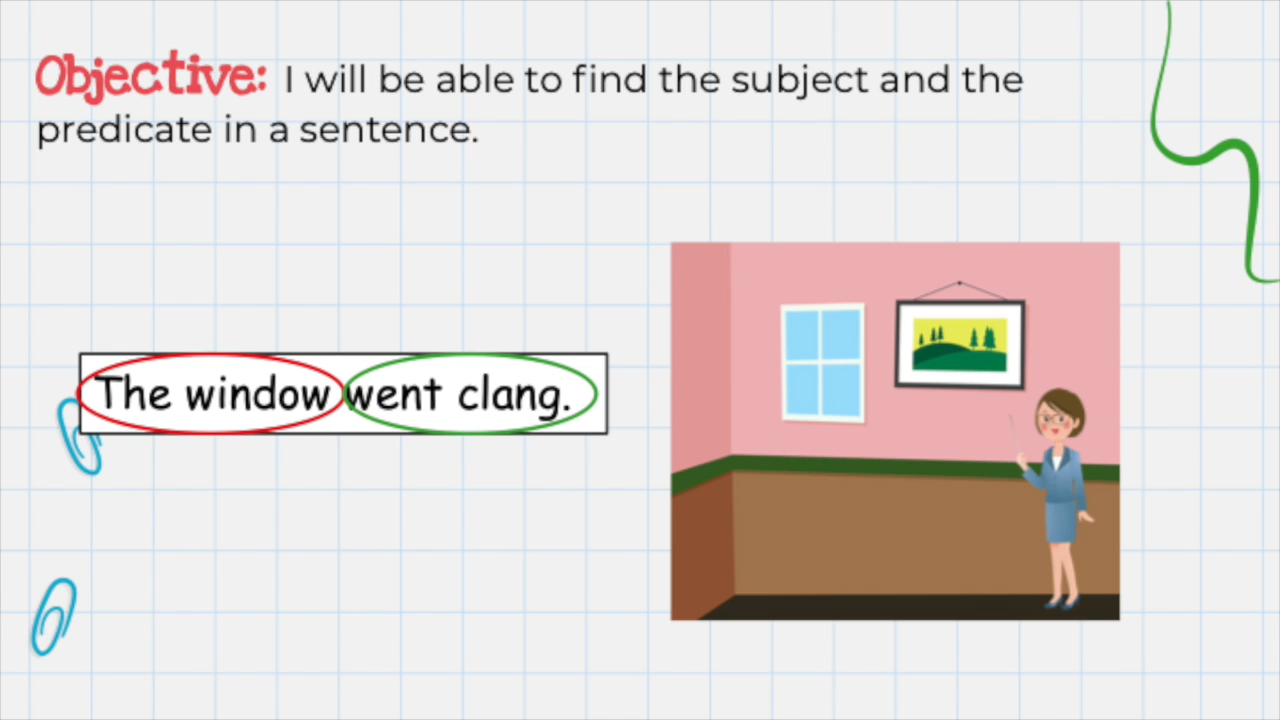 Objective: I will be able to find the subject and the
predicate in a sentence.
The window went clang.